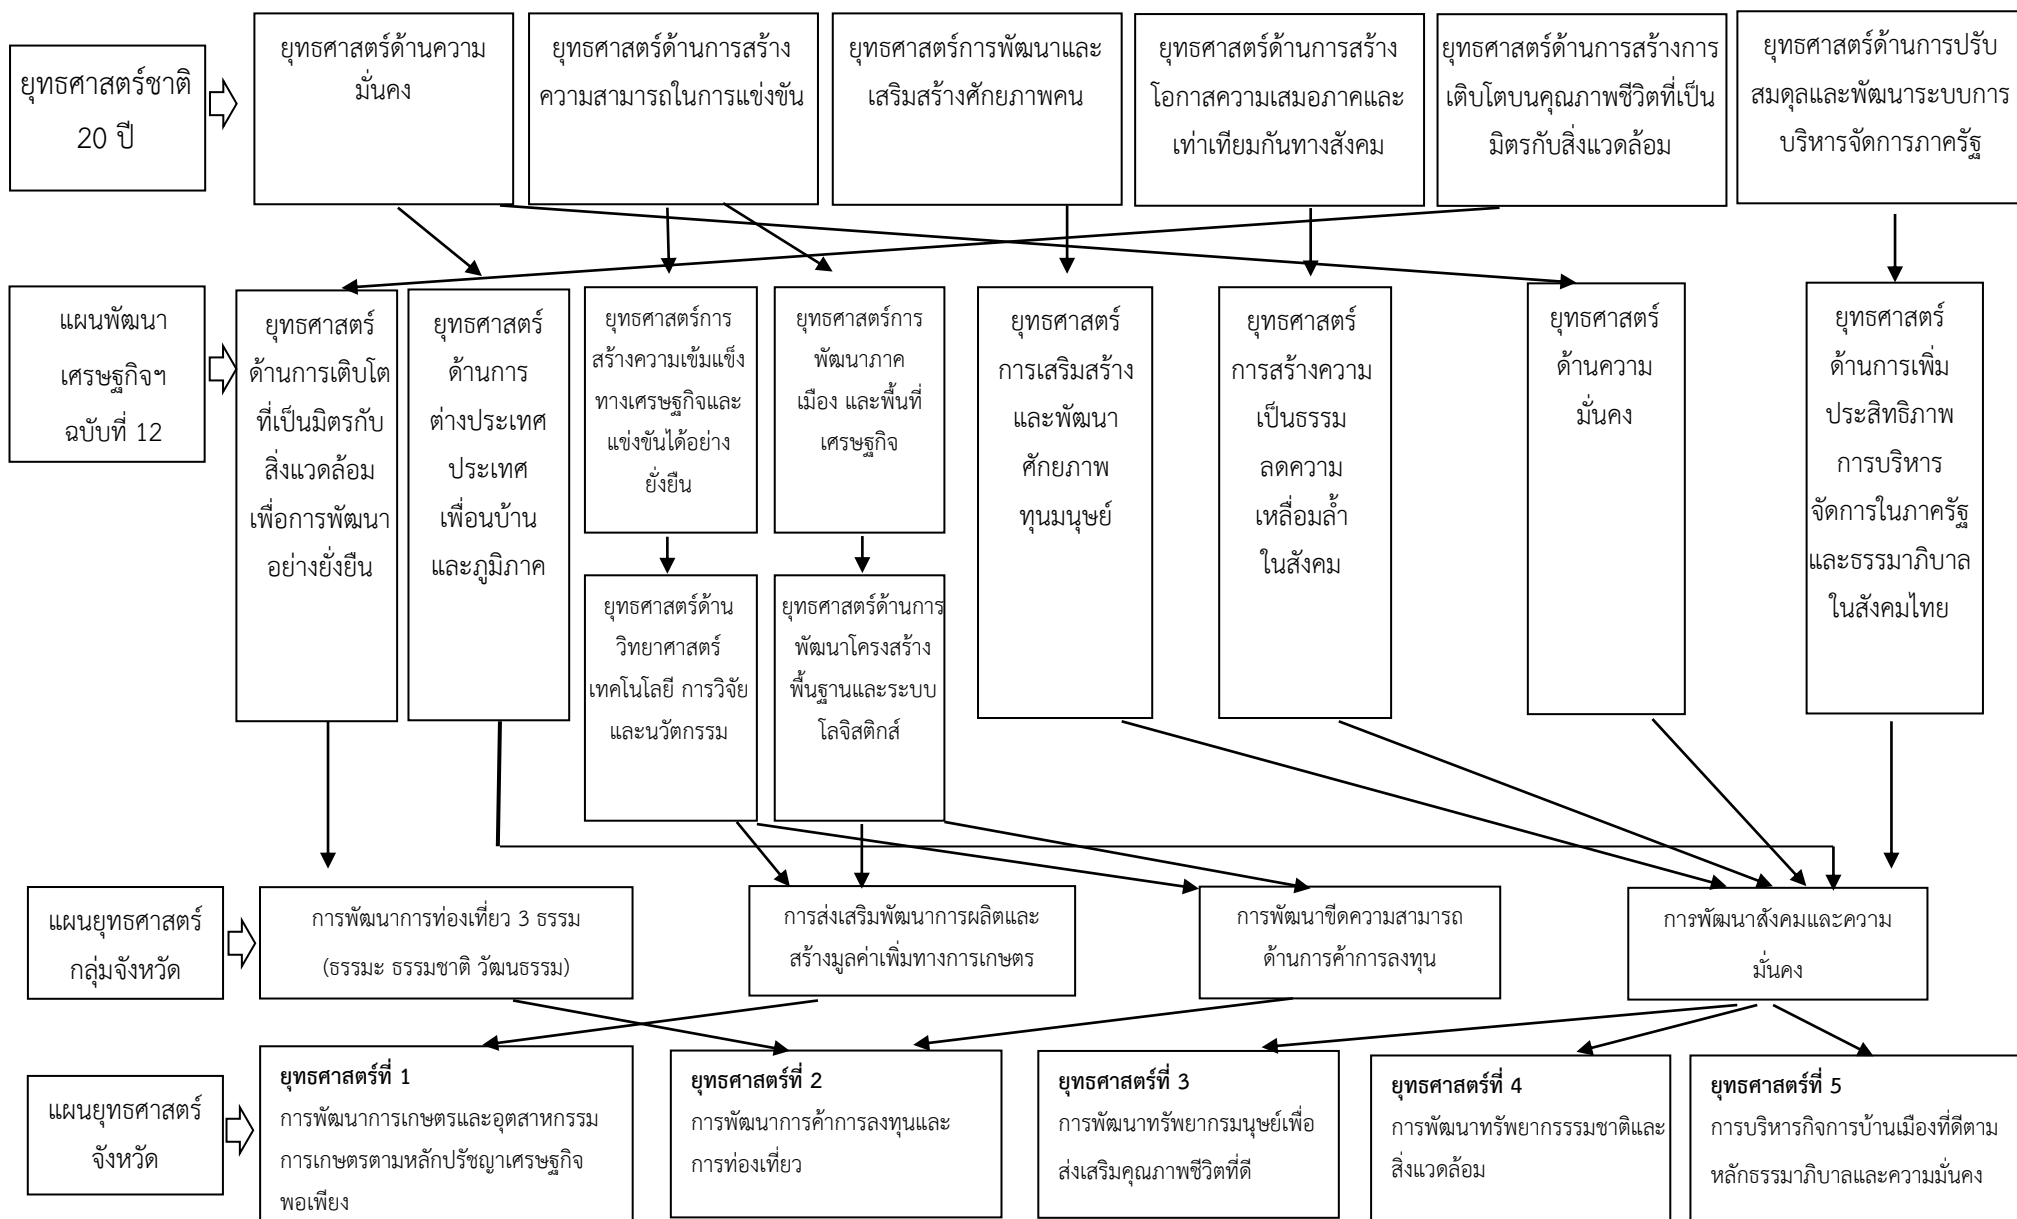 ยุทธศาสตร์ชาติ
20 ปี
ยุทธศาสตร์ด้านความ
มั่นคง
ยุทธศาสตร์ด้านการสร้าง
ความสามารถในการแข่งขัน
ยุทธศาสตร์การพัฒนาและ
เสริมสร้างศักยภาพคน
ยุทธศาสตร์ด้านการสร้าง
โอกาสความเสมอภาคและ
เท่าเทียมกันทางสังคม
ยุทธศาสตร์ด้านการสร้างการ
เติบโตบนคุณภาพชีวิตที่เป็น
มิตรกับสิ่งแวดล้อม
ยุทธศาสตร์ด้านการปรับ
สมดุลและพัฒนาระบบการ
บริหารจัดการภาครัฐ
แผนพัฒนา
เศรษฐกิจฯ
ฉบับที่ 12
ยุทธศาสตร์
ด้านการเติบโต
ที่เป็นมิตรกับ
สิ่งแวดล้อม
เพื่อการพัฒนา
อย่างยั่งยืน
ยุทธศาสตร์
ด้านการ
ต่างประเทศ
ประเทศ
เพื่อนบ้าน
และภูมิภาค
ยุทธศาสตร์การ
สร้างความเข้มแข็ง
ทางเศรษฐกิจและ
แข่งขันได้อย่าง
ยั่งยืน
ยุทธศาสตร์การ
พัฒนาภาค
เมือง และพื้นที่
เศรษฐกิจ
ยุทธศาสตร์
การเสริมสร้าง
และพัฒนา
ศักยภาพ
ทุนมนุษย์
ยุทธศาสตร์
การสร้างความ
เป็นธรรม
ลดความ
เหลื่อมล้ำ
ในสังคม
ยุทธศาสตร์
ด้านความ
มั่นคง
ยุทธศาสตร์
ด้านการเพิ่ม
ประสิทธิภาพ
การบริหาร
จัดการในภาครัฐ
และธรรมาภิบาล
ในสังคมไทย
ยุทธศาสตร์ด้าน
วิทยาศาสตร์
เทคโนโลยี การวิจัย
และนวัตกรรม
ยุทธศาสตร์ด้านการ
พัฒนาโครงสร้าง
พื้นฐานและระบบ
โลจิสติกส์
แผนยุทธศาสตร์
กลุ่มจังหวัด
การพัฒนาการท่องเที่ยว 3 ธรรม
(ธรรมะ ธรรมชาติ วัฒนธรรม)
การส่งเสริมพัฒนาการผลิตและ
สร้างมูลค่าเพิ่มทางการเกษตร
การพัฒนาขีดความสามารถ
ด้านการค้าการลงทุน
การพัฒนาสังคมและความ
มั่นคง
แผนยุทธศาสตร์
จังหวัด
ยุทธศาสตร์ที่ 1
การพัฒนาการเกษตรและอุตสาหกรรม
การเกษตรตามหลักปรัชญาเศรษฐกิจ
พอเพียง
ยุทธศาสตร์ที่ 2
การพัฒนาการค้าการลงทุนและ
การท่องเที่ยว
ยุทธศาสตร์ที่ 3
การพัฒนาทรัพยากรมนุษย์เพื่อ
ส่งเสริมคุณภาพชีวิตที่ดี
ยุทธศาสตร์ที่ 4
การพัฒนาทรัพยากรรรมชาติและ
สิ่งแวดล้อม
ยุทธศาสตร์ที่ 5
การบริหารกิจการบ้านเมืองที่ดีตาม
หลักธรรมาภิบาลและความมั่นคง